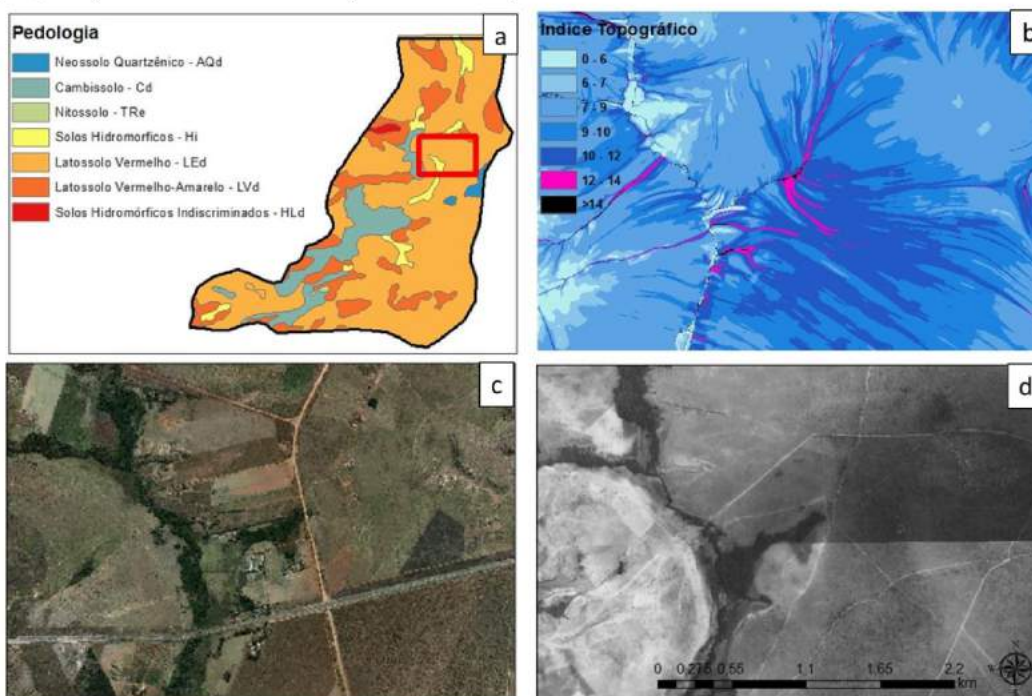 Pedologia
a
Neossolo Quartzênico - AQd
Cambissolo - Cd
Nitossolo - TRe
Solos Hidromorficos - Hi
Latossolo Vermelho - LEd
Latossolo Vermelho-Amarelo - LVd
Solos Hidromórficos Indiscriminados - HLd
Índice Topográfico
b
0 - 6
6 - 7
7 - 9
9 - 10
10 - 12
12 - 14
>14
c
d
0 0,275 0,55 1.1 1.65 2.2
km